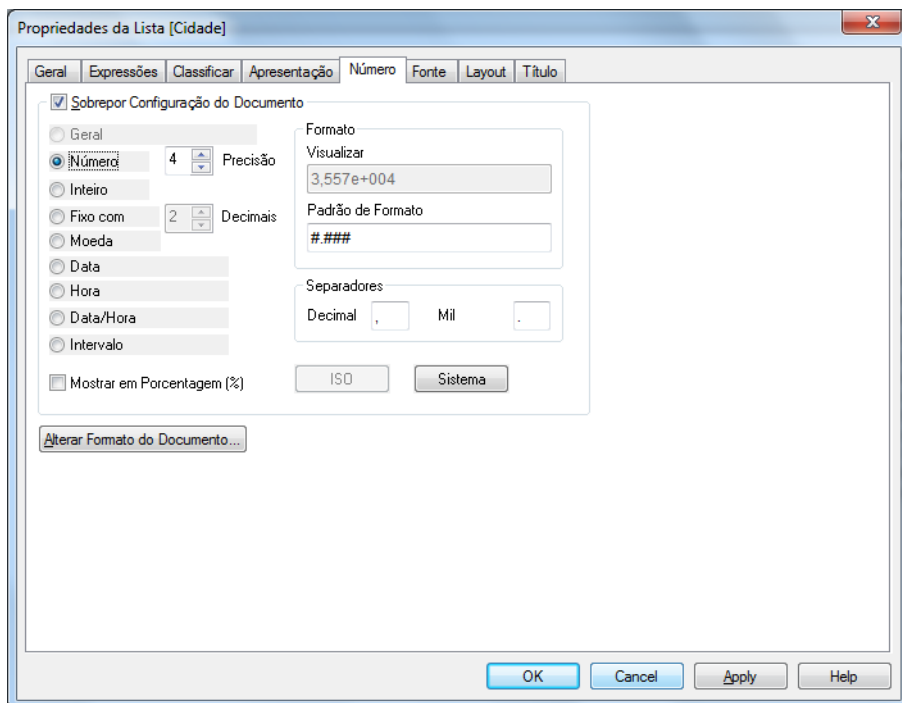 Propriedades da Lista [Cidade]
Geral Expressões Classificar Apresentação Número Fonte Layout Título
Sobrepor Configuração do Documento
Geral
Número 4 Precisão
Inteiro
Fixo com 2 Decimais
Moeda
Data
Hora
Data/Hora
Intervalo
Mostrar em Porcentagem (%)
Formato
Visualizar
3,557e+004
Padrão de Formato
#.###
Separadores
Decimal , Mil .
ISO Sistema
Alterar Formato do Documento...
OK Cancel Apply Help